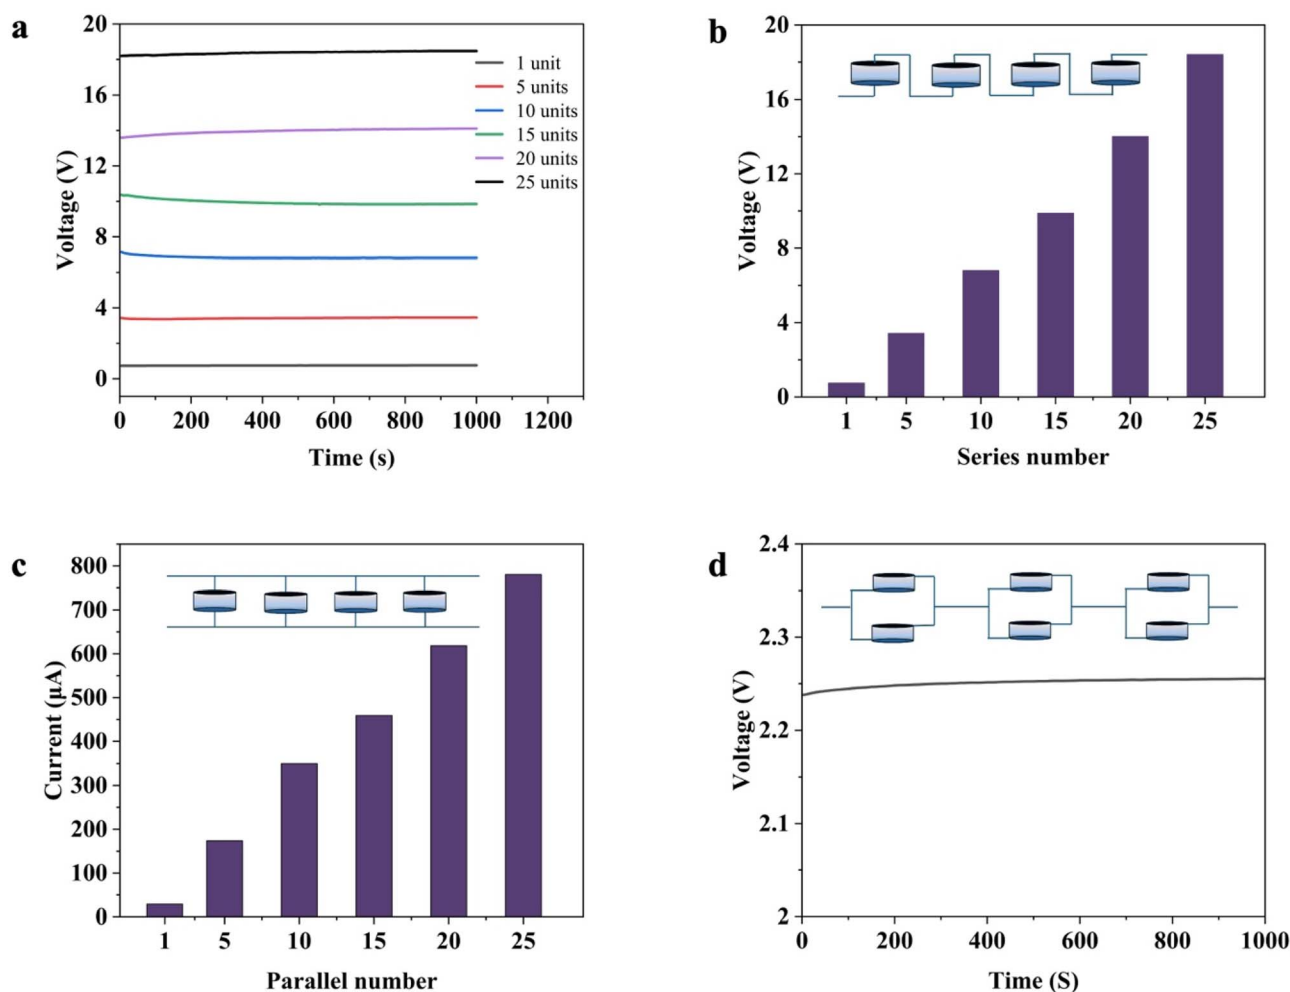 a
20
16
12
8
4
0
Voltage (V)
1 unit
5 units
10 units
15 units
20 units
25 units
0 200 400 600 800 1000 1200
Time (s)
b
20
16
12
8
4
0
Voltage (V)
1 5 10 15 20 25
Series number
c
800
700
600
500
400
300
200
100
0
Current (μA)
1 5 10 15 20 25
Parallel number
d
2.4
2.3
2.2
2.1
2
Voltage (V)
0 200 400 600 800 1000
Time (S)